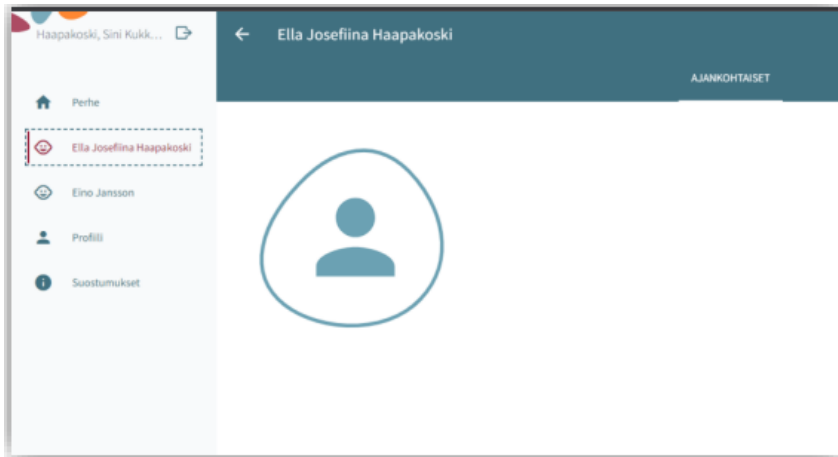 Haapakoski, Sini Kukk...
Perhe
Ella Josefiina Haapakoski
Eino Jansson
Profiili
Suostumukset
Ella Josefiina Haapakoski
AJANKOHTAISET